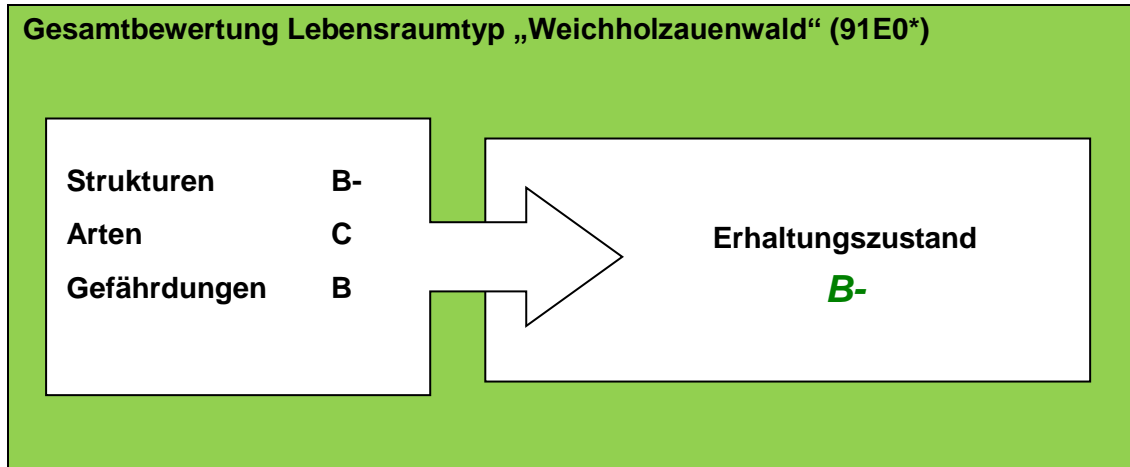 Gesamtbewertung Lebensraumtyp „Weichholzauenwald“ (91E0*)
Strukturen B-
Arten C
Gefährdungen B
Erhaltungszustand
B-